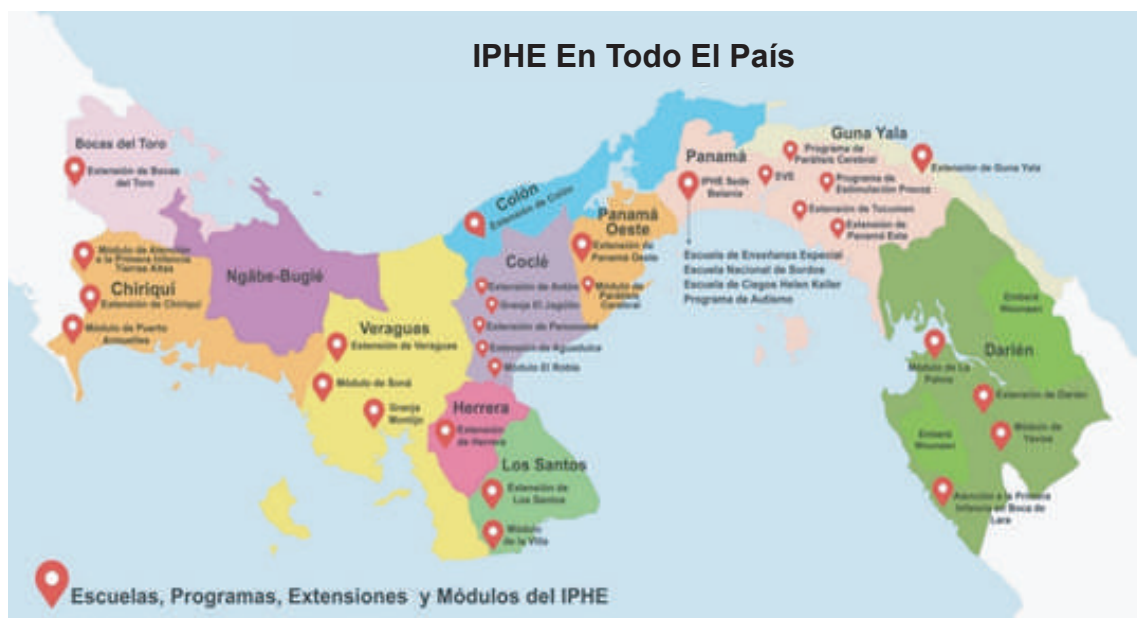 IPHE En Todo El País
Bocas del Toro
Extensión de Bocas
del Toro
Módulo de Atención
a la Primera Infancia
Tierras Altas
Chiriquí
Extensión de Chiriquí
Módulo de Puerto
Armuelles
Ngäbe-Buglé
Veraguas
Extensión de Veraguas
Módulo de Soná
Granja
Montijo
Colón
Extensión de Colón
Coclé
Extensión de Antón
Granja El
Extensión de Penonomé
Extensión de Aguadulce
Módulo El Roble
Herrera
Extensión
de Herrera
Los Santos
Extensión de
Los Santos
Módulo
de la Villa
Panamá
Oeste
Extensión de
Panamá Oeste
Módulo de
Parálisis
Cerebral
Panamá
IPHE Sede
Betania
Escuela de Enseñanza Especial
Escuela Nacional de Sordos
Escuela de Ciegos Helen Keller
Programa de Autismo
Programa de
Parálisis Cerebral
Programa de
Estimulación Precoz
Extensión de Tocumen
Extensión de
Panamá Este
Guna Yala
Extensión de Guna Yala
Emberá
Wounaan
Darién
Módulo de La
Palma
Extensión de Darién
Módulo de
Yaviza
Emberá
Wounaan
Atención a la Primera
Infancia en Boca de
Lara
Escuelas, Programas, Extensiones y Módulos del IPHE